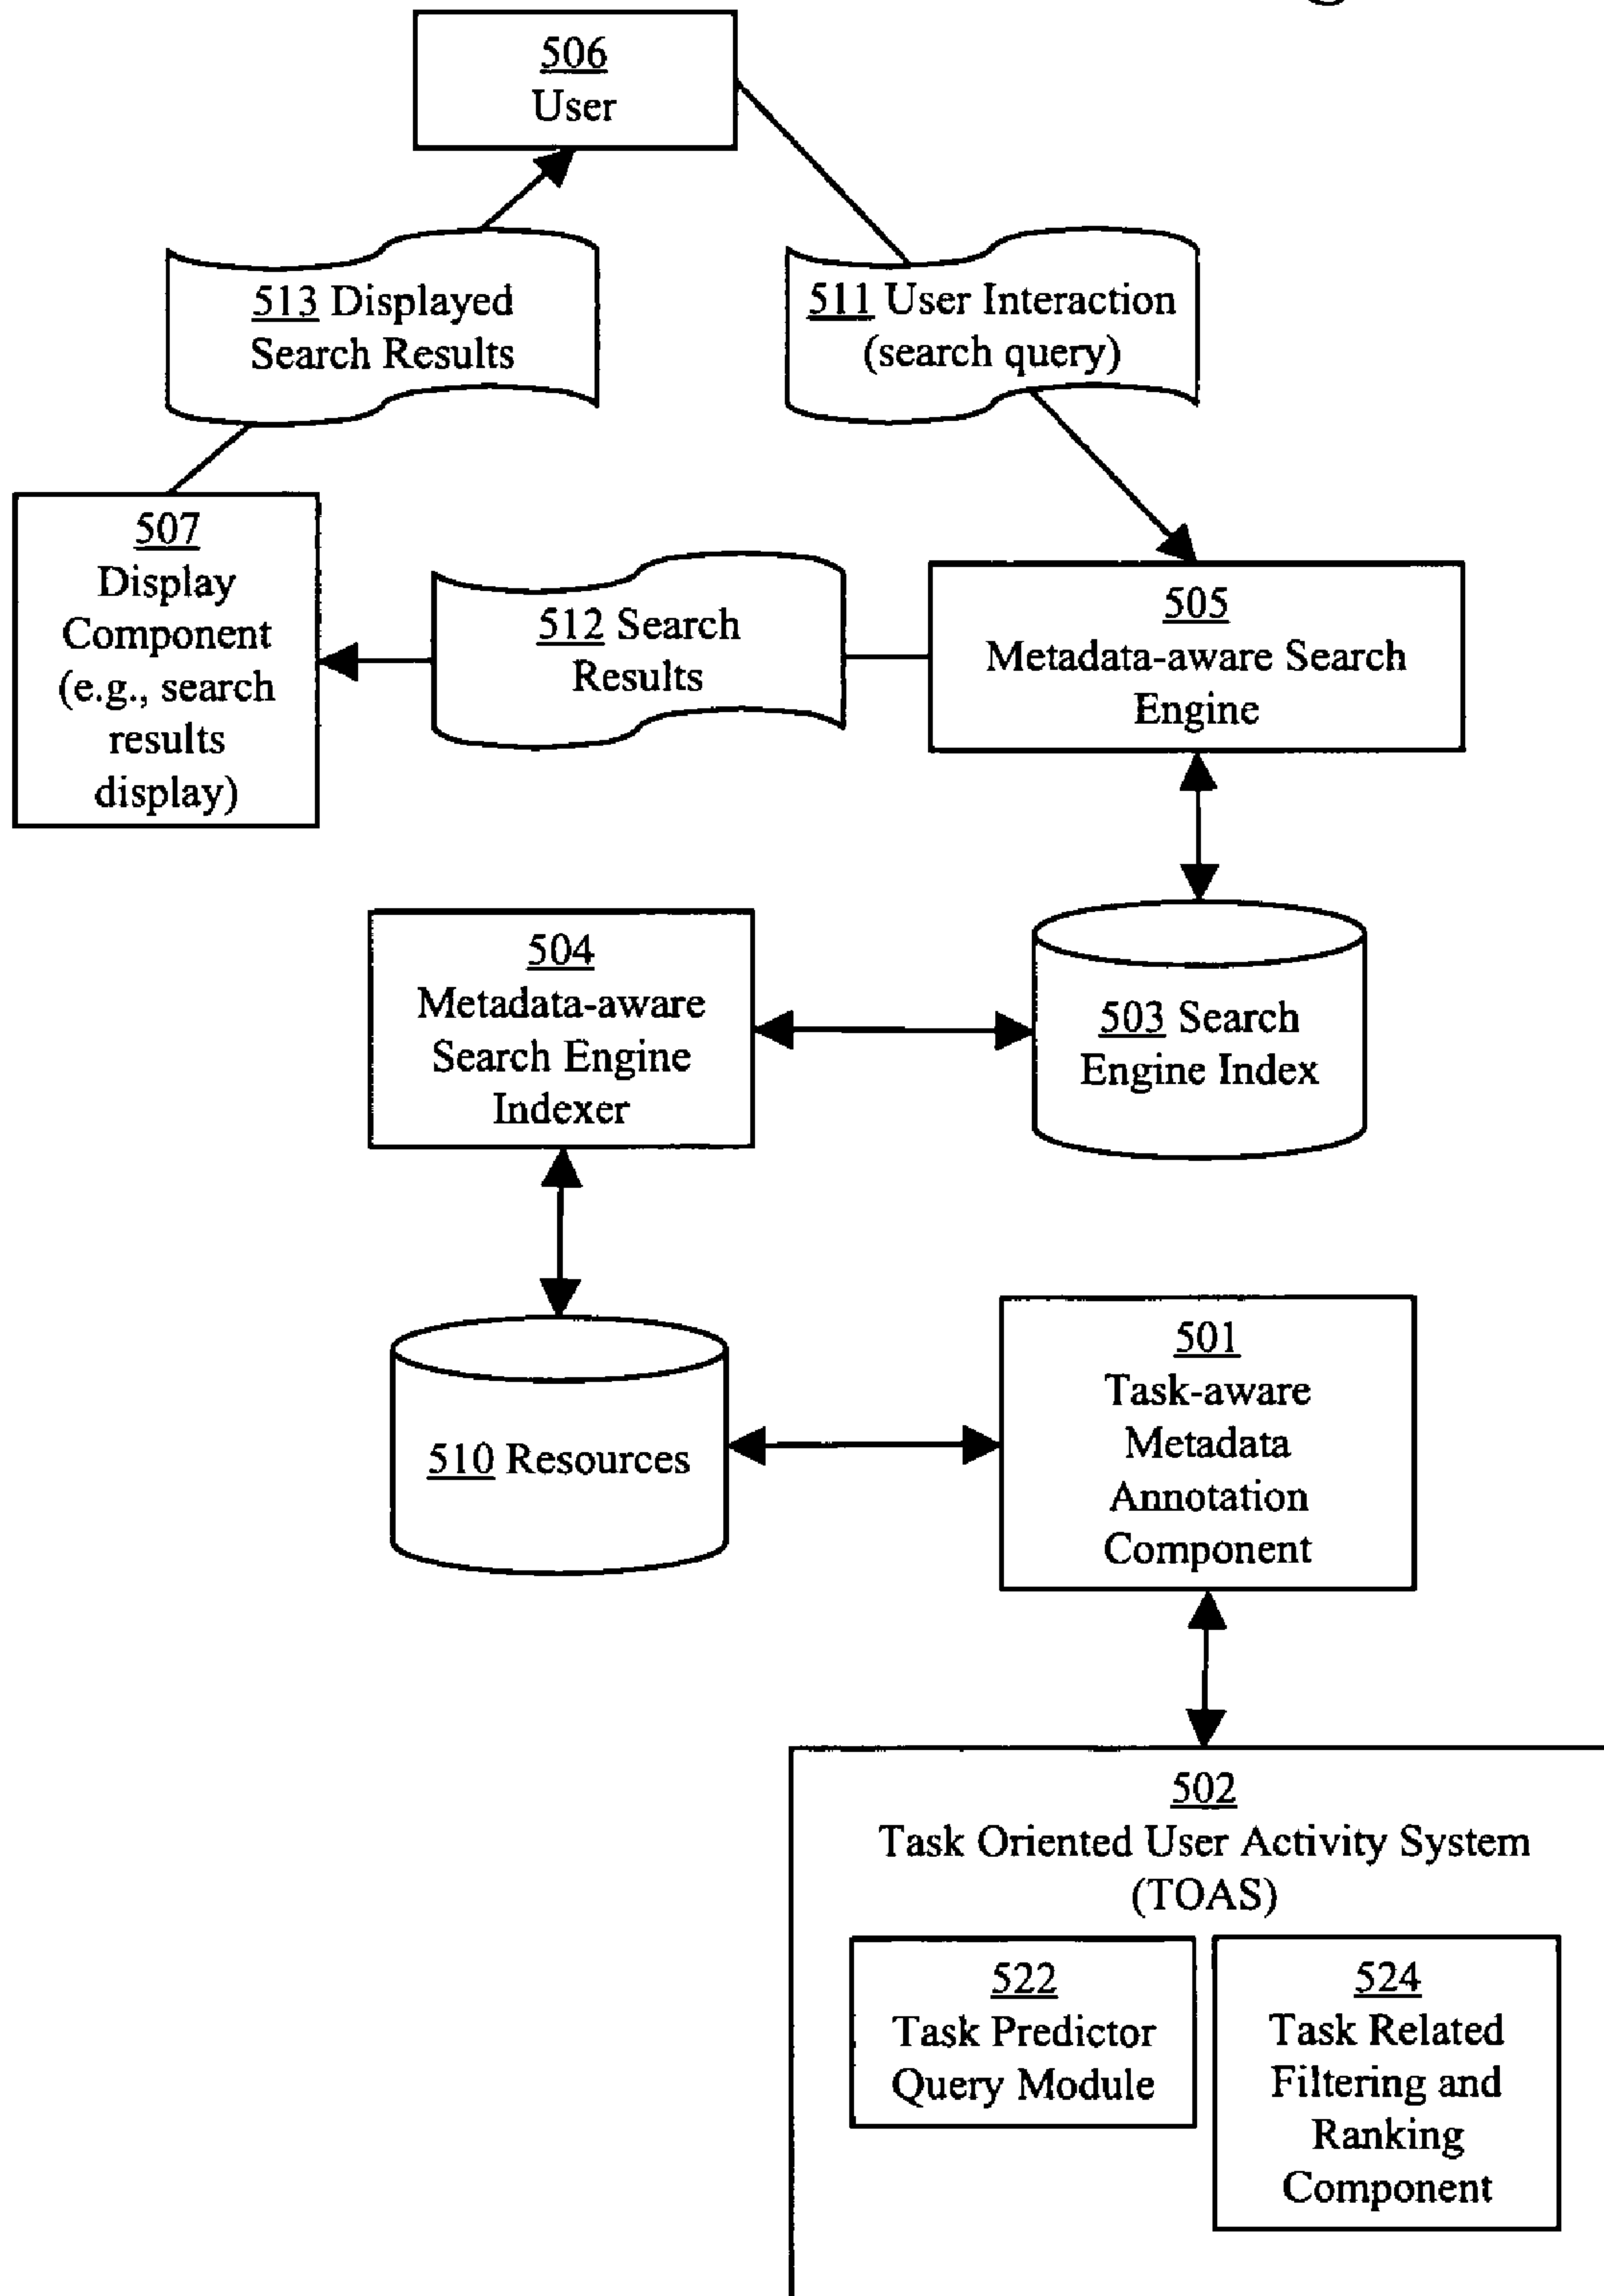 506
User
513 Displayed
Search Results
511 User Interaction
(search query)
507
Display
Component
(e.g., search
results
display)
512 Search
Results
505
Metadata-aware Search
Engine
504
Metadata-aware
Search Engine
Indexer
503 Search
Engine Index
510 Resources
501
Task-aware
Metadata
Annotation
Component
502
Task Oriented User Activity System
(TOAS)
522
Task Predictor
Query Module
524
Task Related
Filtering and
Ranking
Component